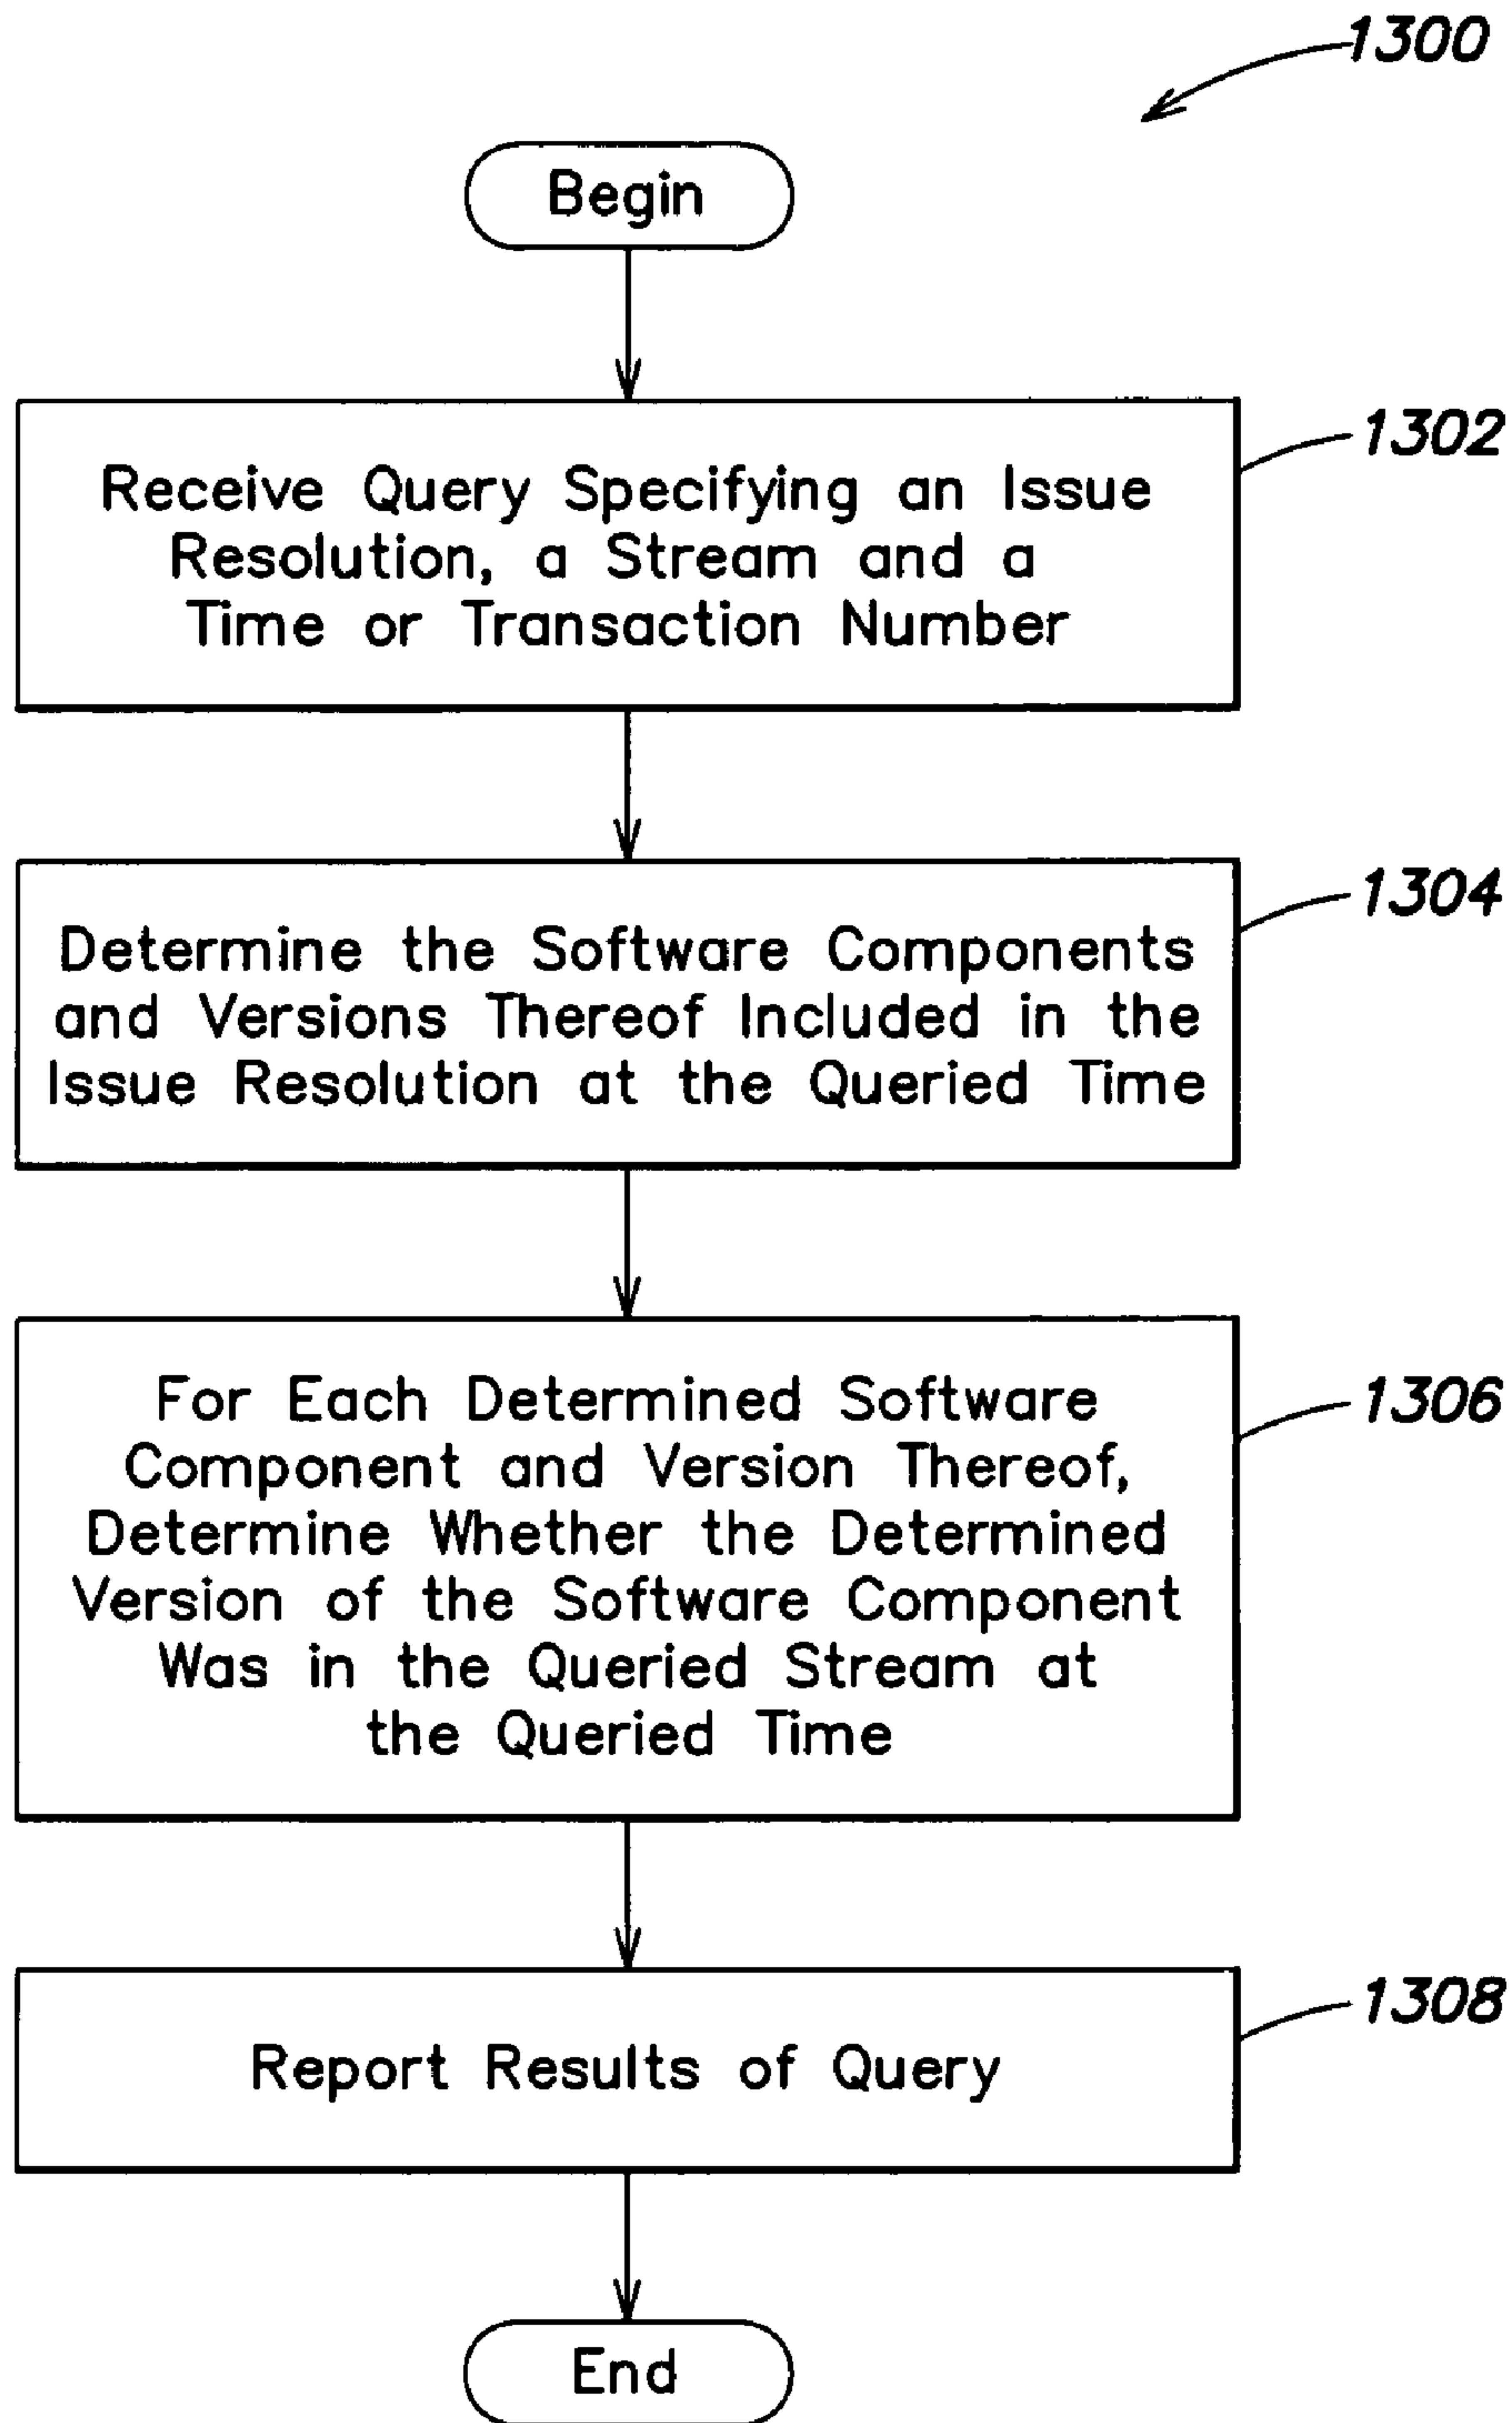 1300
Begin
1302
Receive Query Specifying an Issue
Resolution, a Stream and a
Time or Transaction Number
1304
Determine the Software Components
and Versions Thereof Included in the
Issue Resolution at the Queried Time
1306
For Each Determined Software
Component and Version Thereof,
Determine Whether the Determined
Version of the Software Component
Was in the Queried Stream at
the Queried Time
1308
Report Results of Query
End